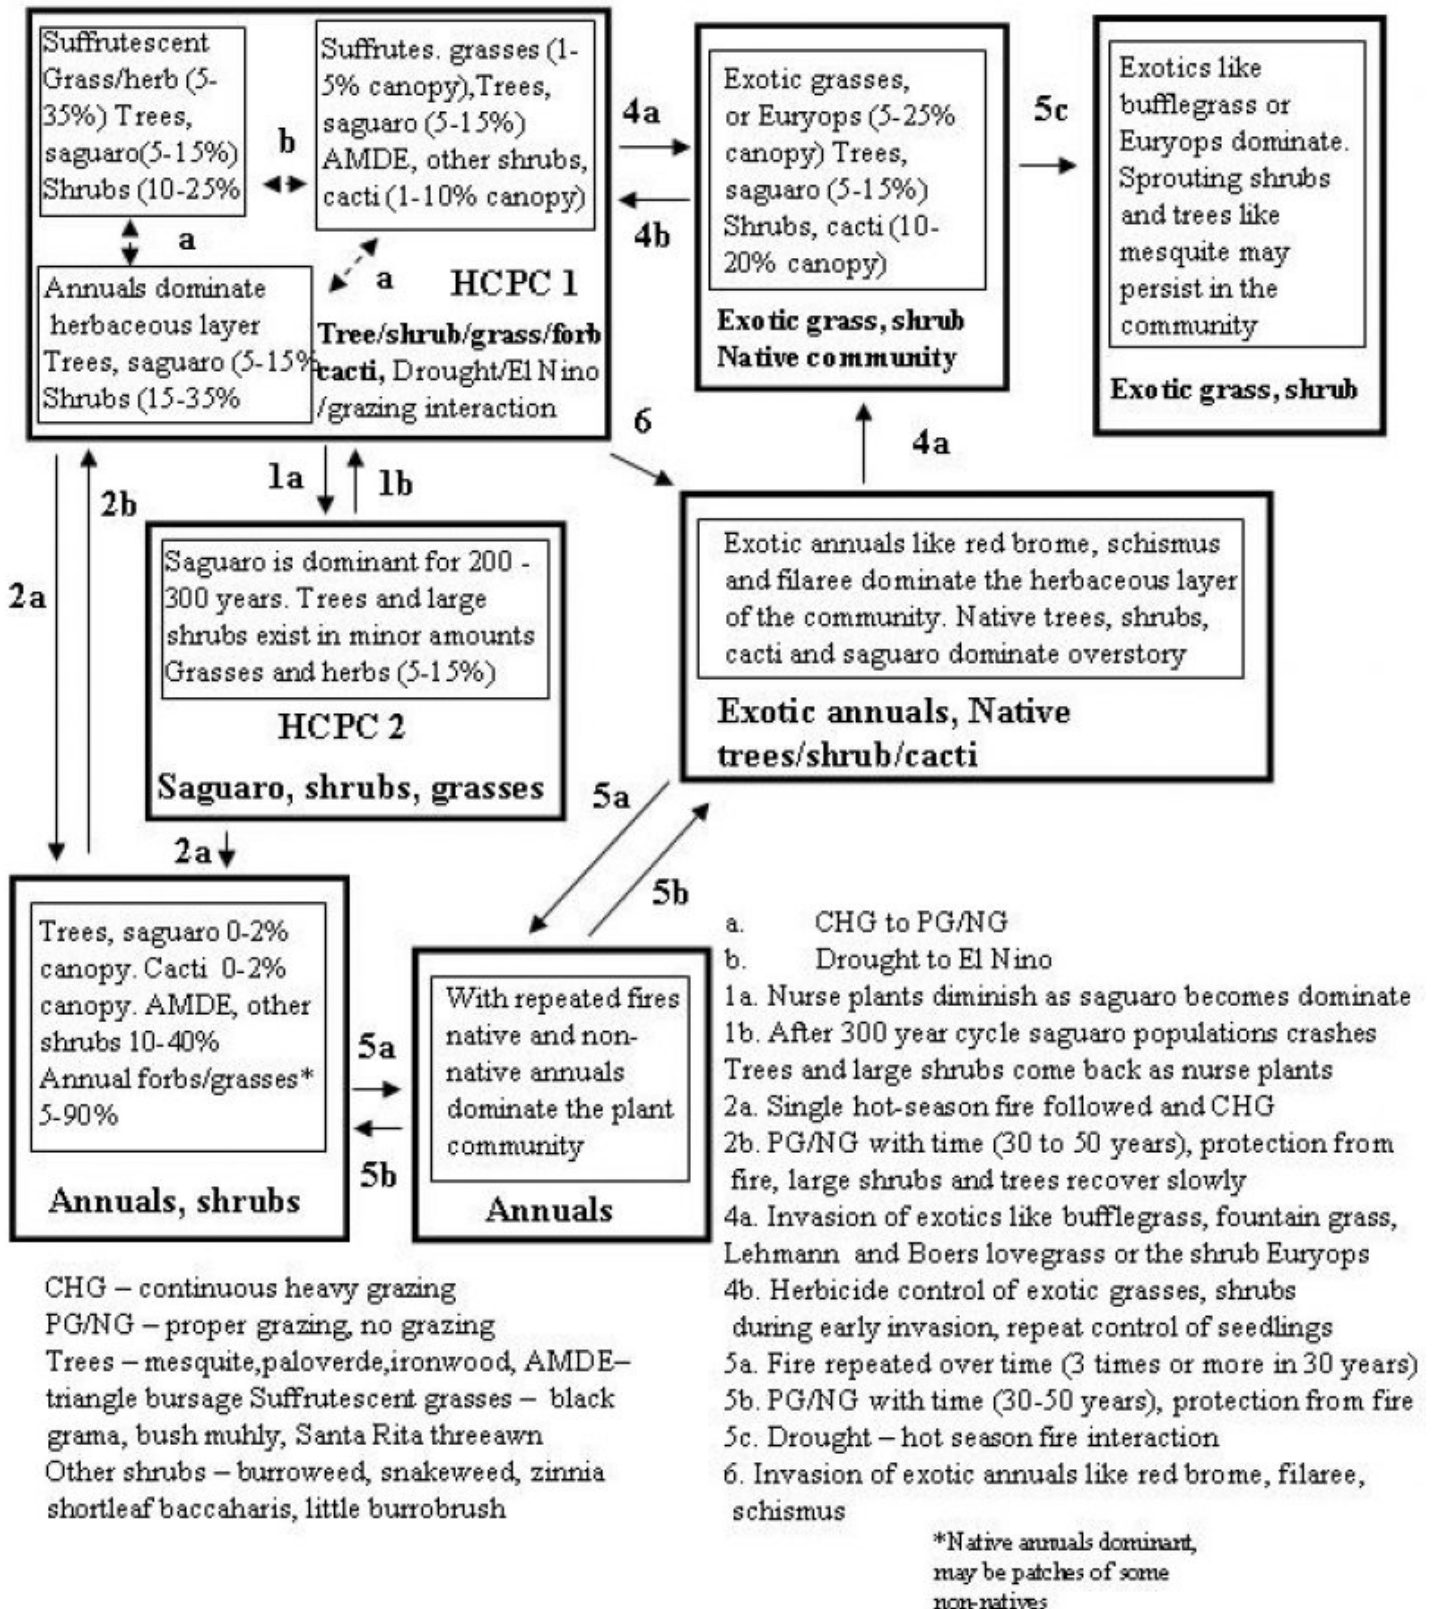 Suffrutescent
Grass/herb (5-
35%) Trees,
saguaro(5-15%)
Shrubs (10-25%
b
Suffrutes. grasses (1-
5% canopy),Trees,
saguaro (5-15%)
AMDE, other shrubs,
cacti (1-10% canopy)
a
a
Annuals dominate
herbaceous layer
Trees, saguaro (5-15%
Shrubs (15-35%
HCPC 1
Tree/shrub/grass/forb
cacti, Drought/El Nino
/grazing interaction
4a
4b
Exotic grasses,
or Euryops (5-25%
canopy) Trees,
saguaro (5-15%)
Shrubs, cacti (10-
20% canopy)
Exotic grass, shrub
Native community
5c
Exotics like
bufflegrass or
Euryops dominate.
Sprouting shrubs
and trees like
mesquite may
persist in the
community
Exotic grass, shrub
6
4a
1a
1b
2b
2a
Saguaro is dominant for 200 -
300 years. Trees and large
shrubs exist in minor amounts
Grasses and herbs (5-15%)
HCPC 2
Saguaro, shrubs, grasses
Exotic annuals like red brome, schismus
and filaree dominate the herbaceous layer
of the community. Native trees, shrubs,
cacti and saguaro dominate overstory
Exotic annuals, Native
trees/shrub/cacti
2a
5a
5b
Trees, saguaro 0-2%
canopy. Cacti 0-2%
canopy. AMDE, other
shrubs 10-40%
Annual forbs/grasses*
5-90%
Annuals, shrubs
5a
5b
With repeated fires
native and non-
native annuals
dominate the plant
community
Annuals
a. CHG to PG/NG
b. Drought to El Nino
1a. Nurse plants diminish as saguaro becomes dominate
1b. After 300 year cycle saguaro populations crashes
Trees and large shrubs come back as nurse plants
2a. Single hot-season fire followed and CHG
2b. PG/NG with time (30 to 50 years), protection from
fire, large shrubs and trees recover slowly
4a. Invasion of exotics like bufflegrass, fountain grass,
Lehmann and Boers lovegrass or the shrub Euryops
4b. Herbicide control of exotic grasses, shrubs
during early invasion, repeat control of seedlings
5a. Fire repeated over time (3 times or more in 30 years)
5b. PG/NG with time (30-50 years), protection from fire
5c. Drought – hot season fire interaction
6. Invasion of exotic annuals like red brome, filaree,
schismus
CHG – continuous heavy grazing
PG/NG – proper grazing, no grazing
Trees – mesquite,paloverde,ironwood, AMDE–
triangle bursage Suffrutescent grasses – black
grama, bush muhly, Santa Rita threeawn
Other shrubs – burroweed, snakeweed, zinnia
shortleaf baccaharis, little burrobrush
*Native annuals dominant,
may be patches of some
non-natives